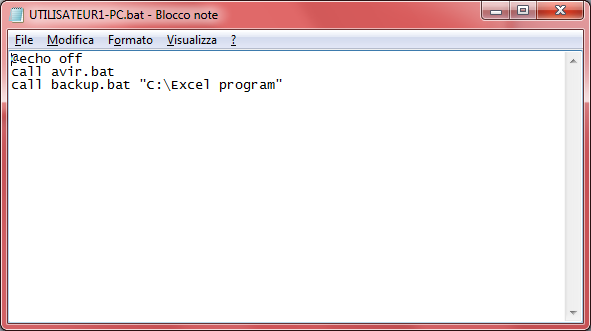 UTILISATEUR1-PC.bat - Blocco note
File Modifica Formato Visualizza ?
@echo off
call avir.bat
call backup.bat "C:\Excel program"